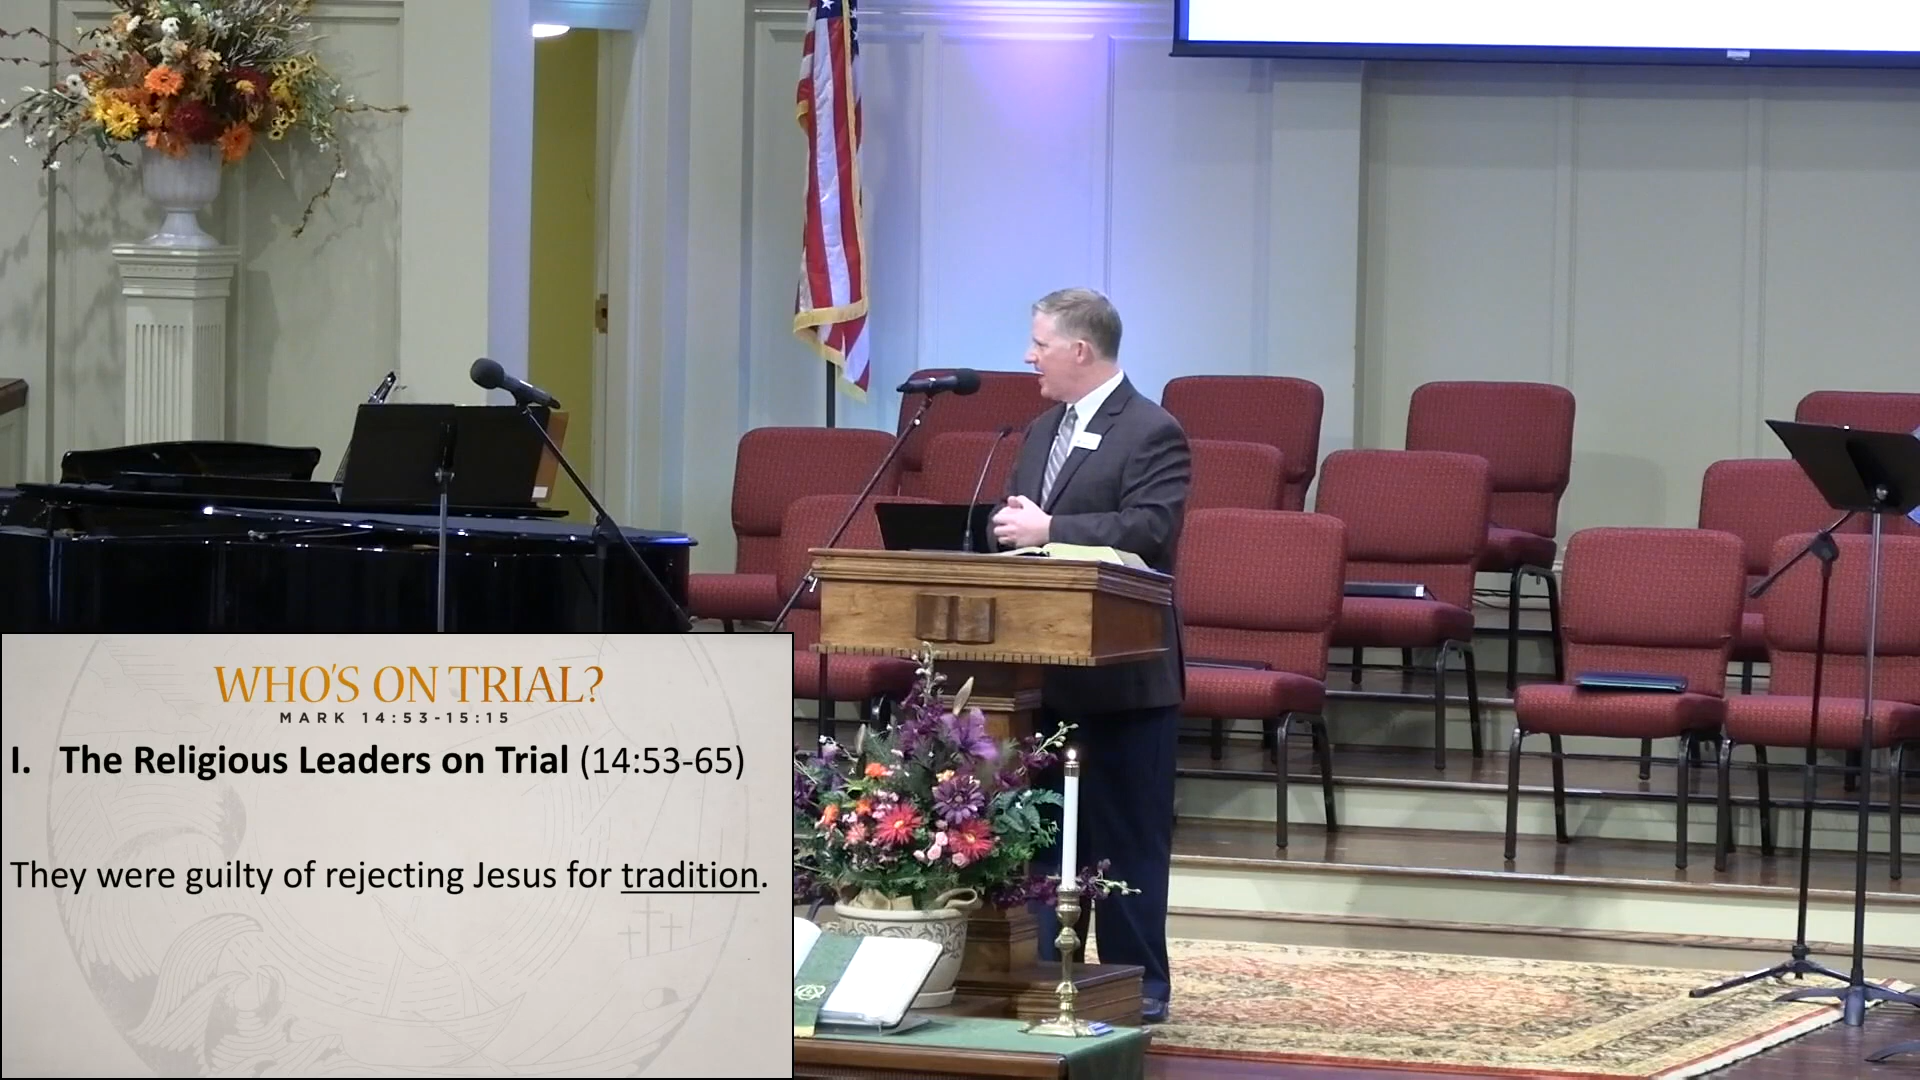 WHO'S ON TRIAL?
MARK 14:53-15:15
I. The Religious Leaders on Trial (14:53-65)
They were guilty of rejecting Jesus for tradition.